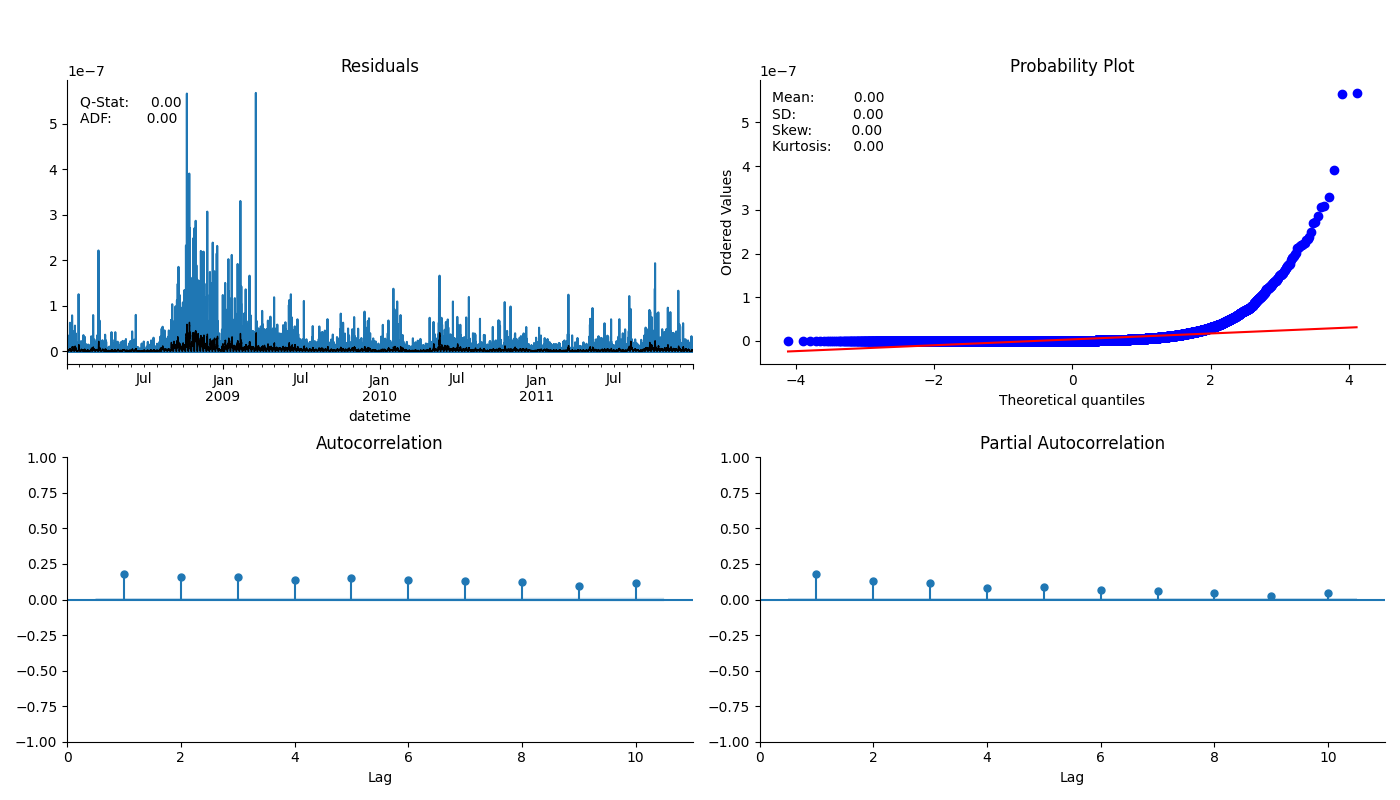 Residuals
1e−7
Q-Stat: 0.00
ADF: 0.00
5
4
3
2
1
0
Jul Jan Jul Jan Jul Jan Jul
2009 2010 2011
datetime
Probability Plot
1e−7
Mean: 0.00
SD: 0.00
Skew: 0.00
Kurtosis: 0.00
Ordered Values
5
4
3
2
1
0
−4 −2 0 2 4
Theoretical quantiles
Autocorrelation
1.00
0.75
0.50
0.25
0.00
−0.25
−0.50
−0.75
−1.00
0 2 4 6 8 10
Lag
Partial Autocorrelation
1.00
0.75
0.50
0.25
0.00
−0.25
−0.50
−0.75
−1.00
0 2 4 6 8 10
Lag